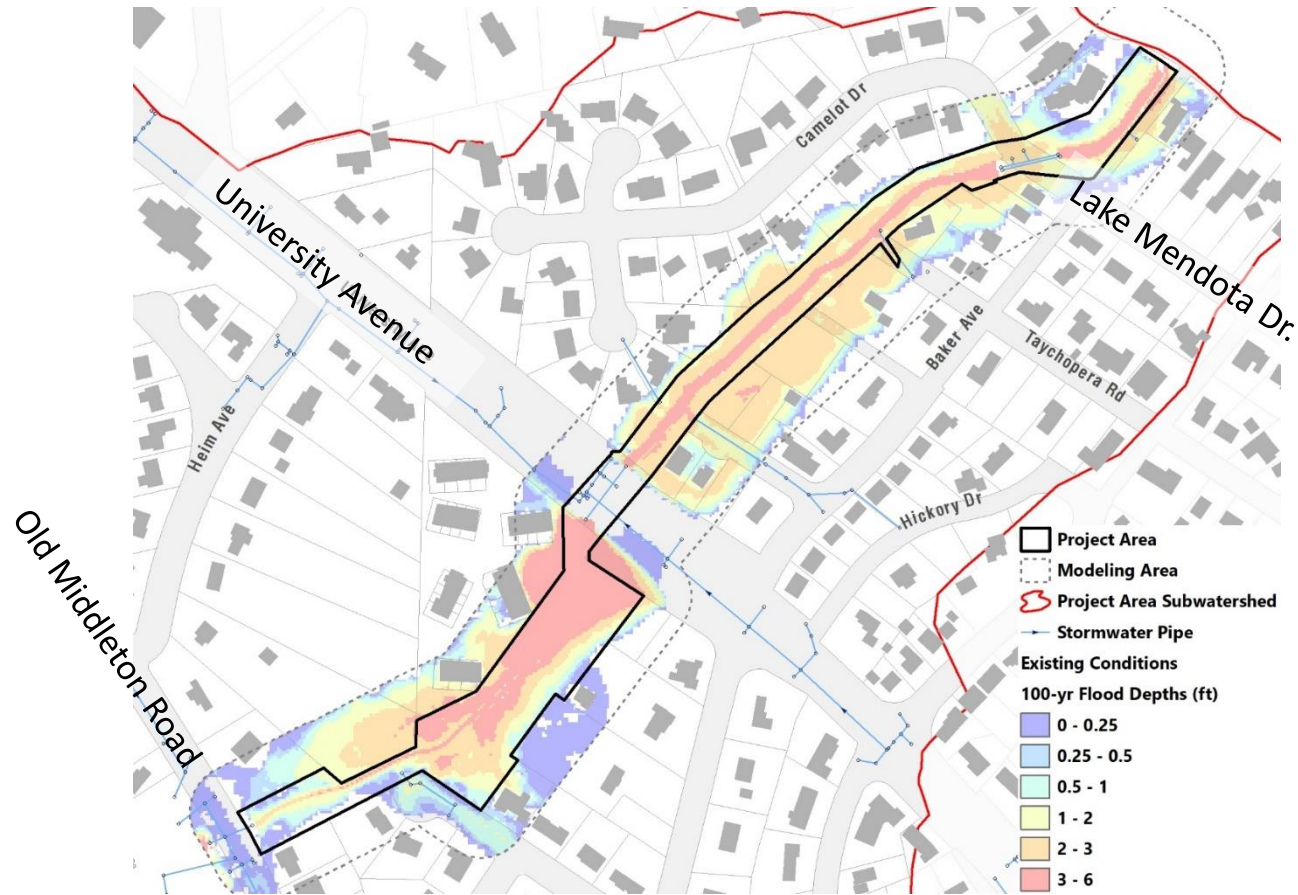 Camelot Dr
University Avenue
Lake Mendota Dr.
Baker Ave
Taychopera Rd
Heim Ave
Hickory Dr
Old Middleton Road
Project Area
Modeling Area
Project Area Subwatershed
Stormwater Pipe
Existing Conditions
100-yr Flood Depths (ft)
0 - 0.25
0.25 - 0.5
0.5 - 1
1 - 2
2 - 3
3 - 6